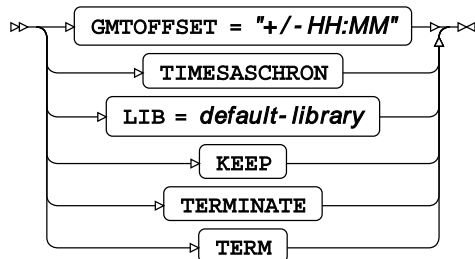 GMTOFFSET = "+/-HH:MM"
TIMESASCHRON
LIB = default-library
KEEP
TERMINATE
TERM